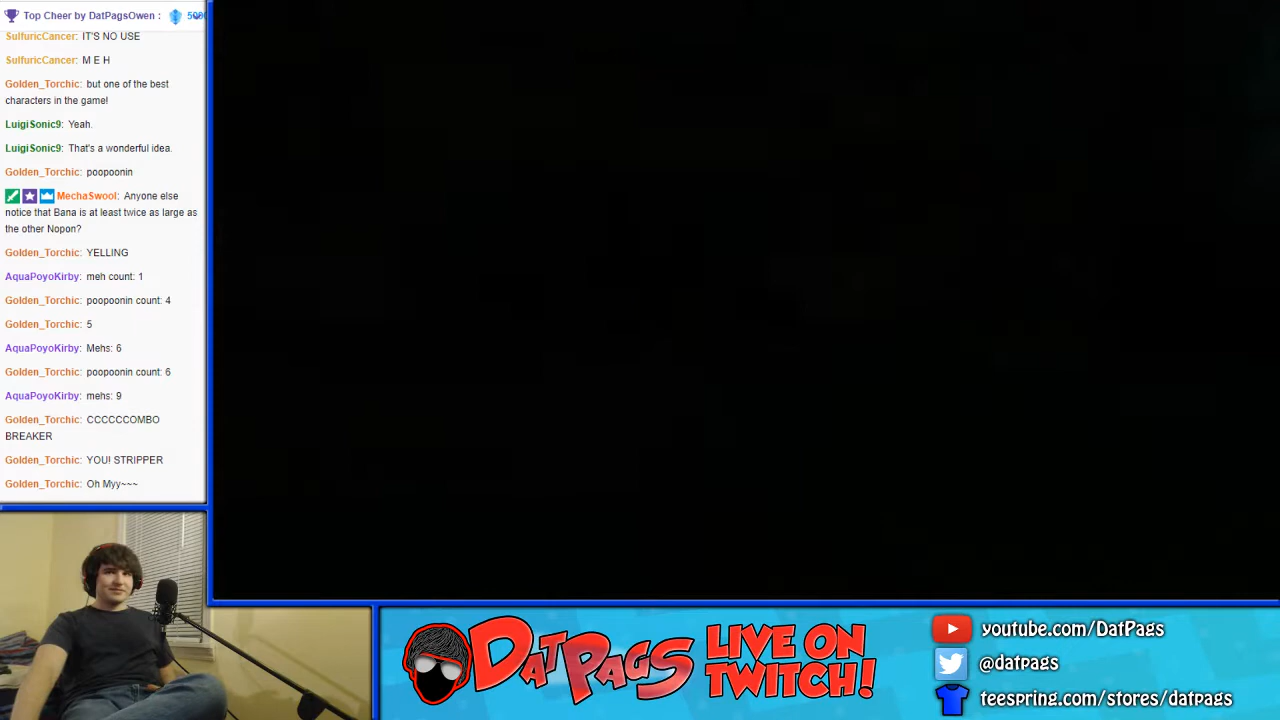 Top Cheer by DatPagsOwen :
SulfuricCancer: IT'S NO USE
SulfuricCancer: M E H
Golden_Torchic: but one of the best
characters in the game!
LuigiSonic9: Yeah.
LuigiSonic9: That's a wonderful idea.
Golden_Torchic: poopoonin
MechaSwool: Anyone else
notice that Bana is at least twice as large as
the other Nopon?
Golden_Torchic: YELLING
AquaPoyoKirby: meh count: 1
Golden_Torchic: poopoonin count: 4
Golden_Torchic: 5
AquaPoyoKirby: Mehs: 6
Golden_Torchic: poopoonin count: 6
AquaPoyoKirby: mehs: 9
Golden_Torchic: CCCCCCOMBO
BREAKER
Golden_Torchic: YOU! STRIPPER
Golden_Torchic: Oh Myy~~~
DATPAGS LIVE ON
TWITCH!
youtube.com/DatPags
@datpags
teespring.com/stores/datpags